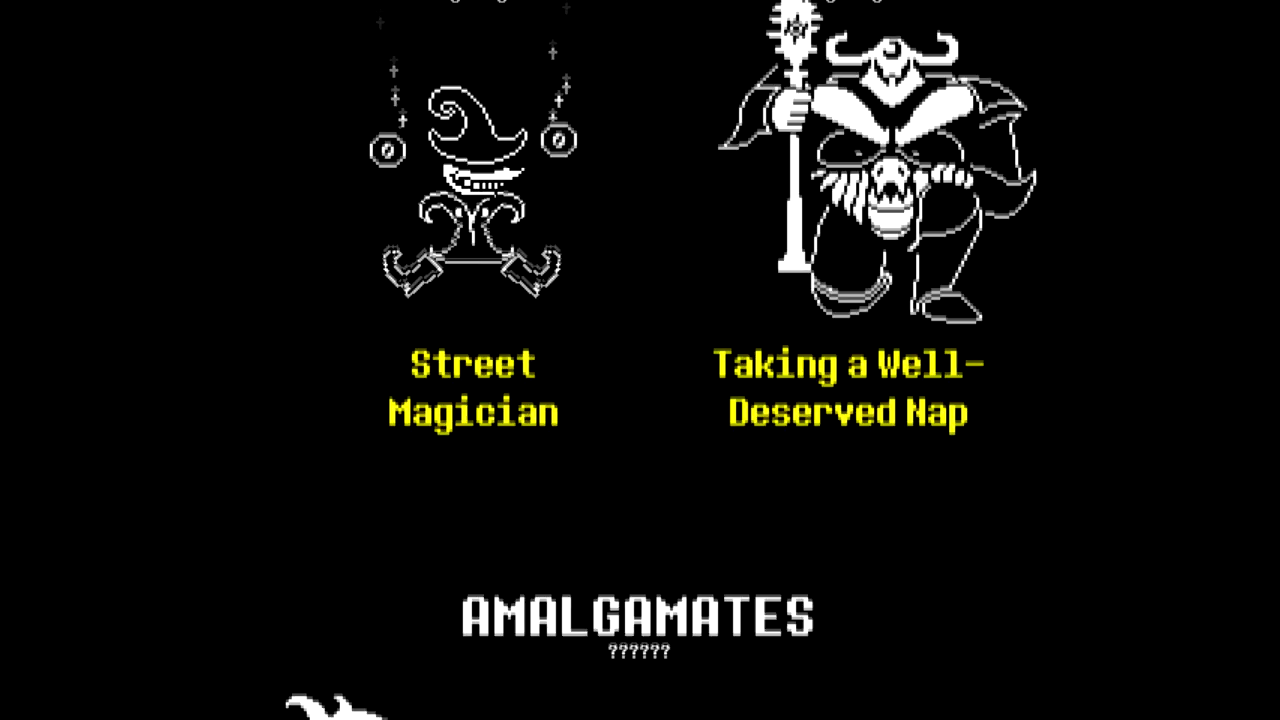 Street
Magician
Taking a Well-
Deserved Nap
AMALGAMATES
??????